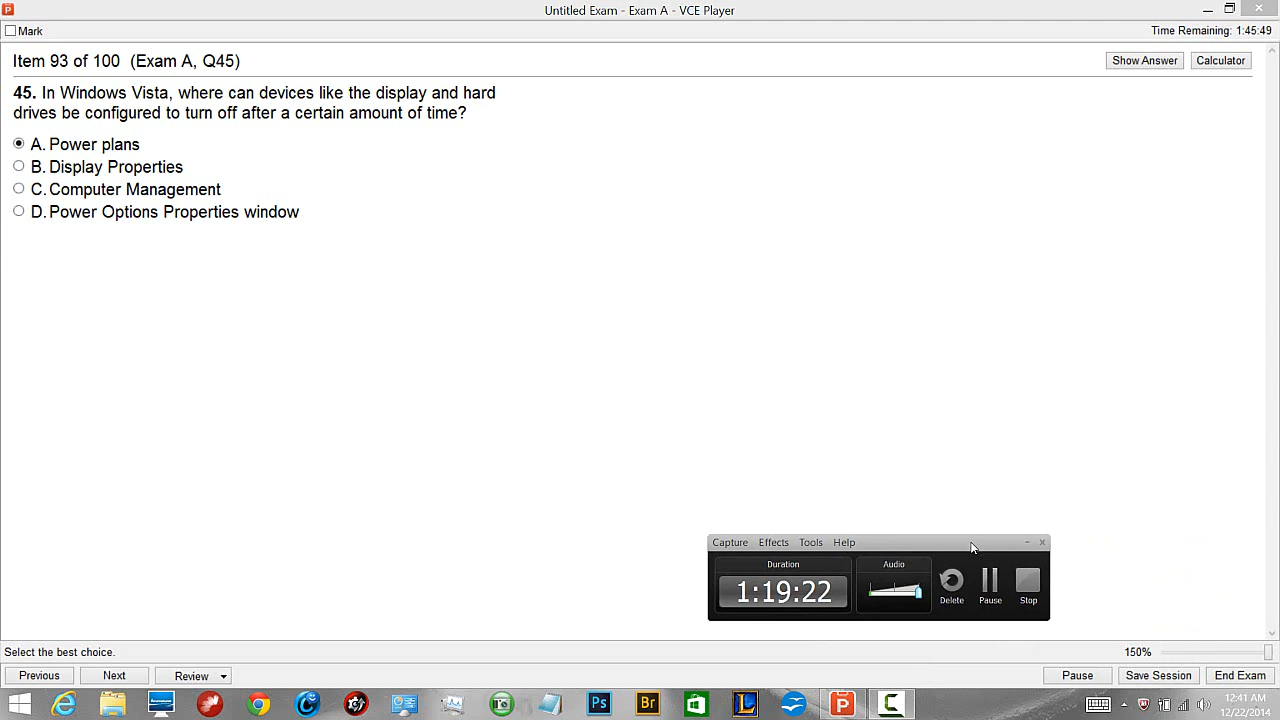 Untitled Exam - Exam A - VCE Player
Mark
Time Remaining: 1:45:49
Item 93 of 100 (Exam A, Q45)
Show Answer
Calculator
45. In Windows Vista, where can devices like the display and hard
drives be configured to turn off after a certain amount of time?
A. Power plans
B. Display Properties
C. Computer Management
D. Power Options Properties window
Capture Effects Tools Help
Duration
Audio
1:19:22
Delete
Pause
Stop
Select the best choice.
150%
Previous
Next
Review
Pause
Save Session
End Exam
Ps
Br
12:41 AM
12/22/2014